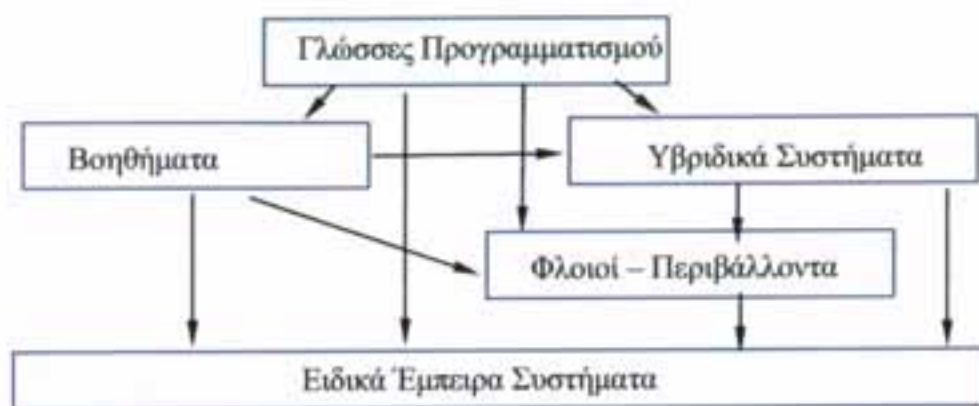 Γλώσσες Προγραμματισμού
Βοηθήματα
Υβριδικά Συστήματα
Φλοιοί – Περιβάλλοντα
Ειδικά Έμπειρα Συστήματα